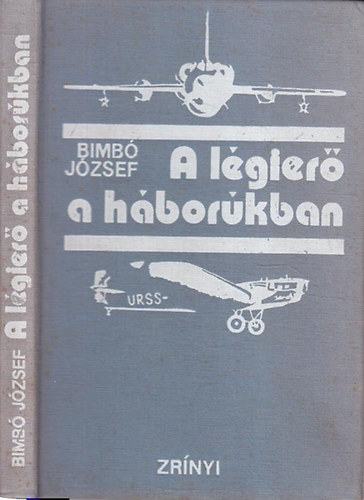 BIMBÓ JÓZSEF A légierő a háborúkban
BIMBÓ
JÓZSEF
A légierő
a háborúkban
URSS-
ZRÍNYI